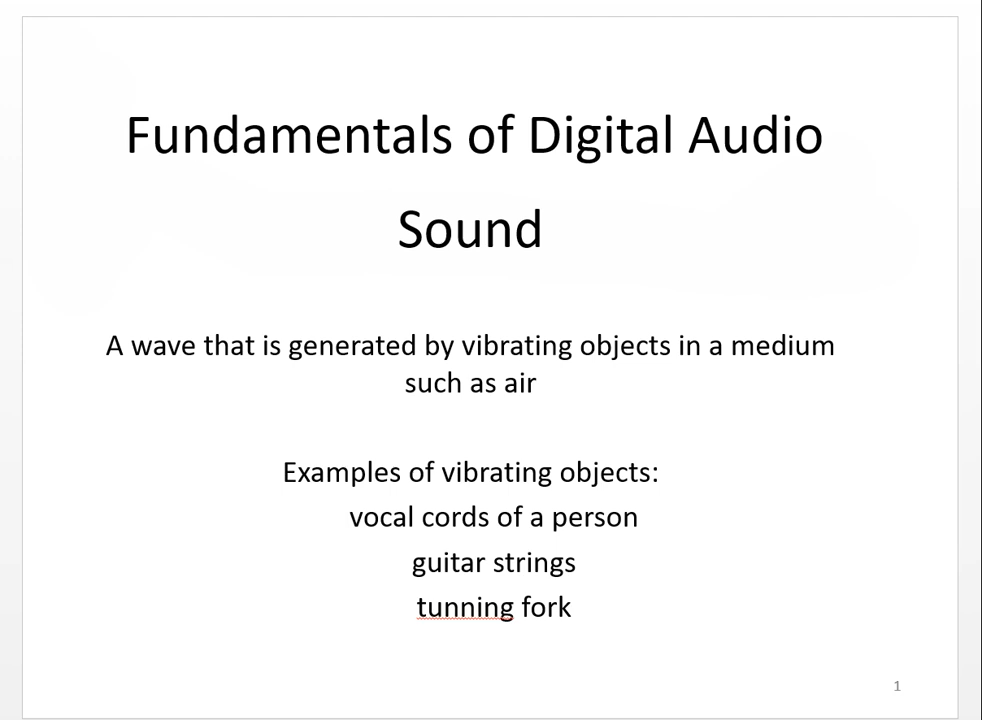 Fundamentals of Digital Audio
Sound
A wave that is generated by vibrating objects in a medium
such as air
Examples of vibrating objects:
vocal cords of a person
guitar strings
tunning fork
1